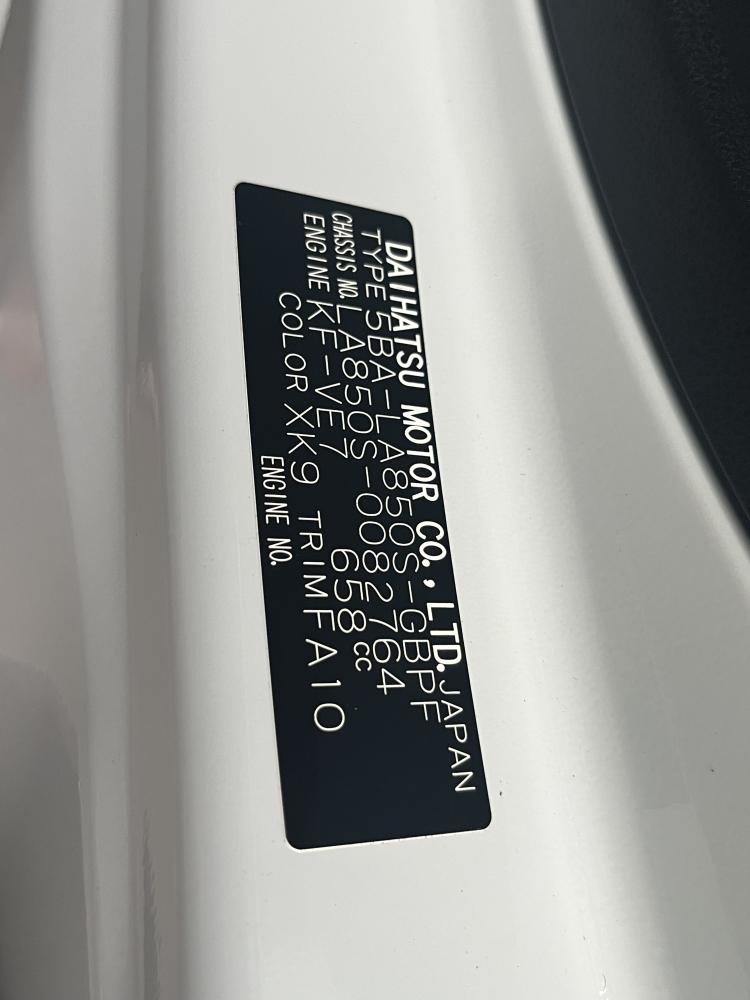 DAIHATSU MOTOR CO., LTD. JAPAN
TYPE 5BA-LA850S-GBPF
CHASSIS NO. LA850S-0082764
ENGINE KF-VE7 658cc
COLOR XK9 TRIM FA10
ENGINE NO.